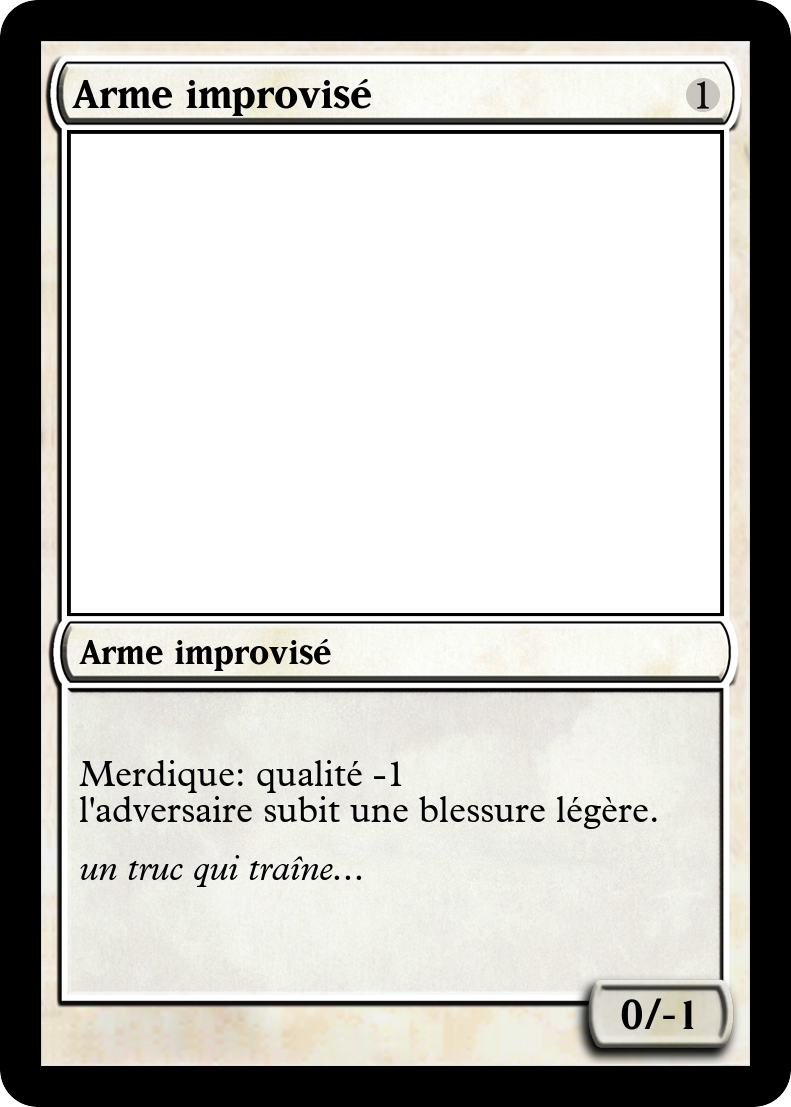 Arme improvisé 1
Arme improvisé
Merdique: qualité -1
l'adversaire subit une blessure légère.
un truc qui traîne...
0/-1